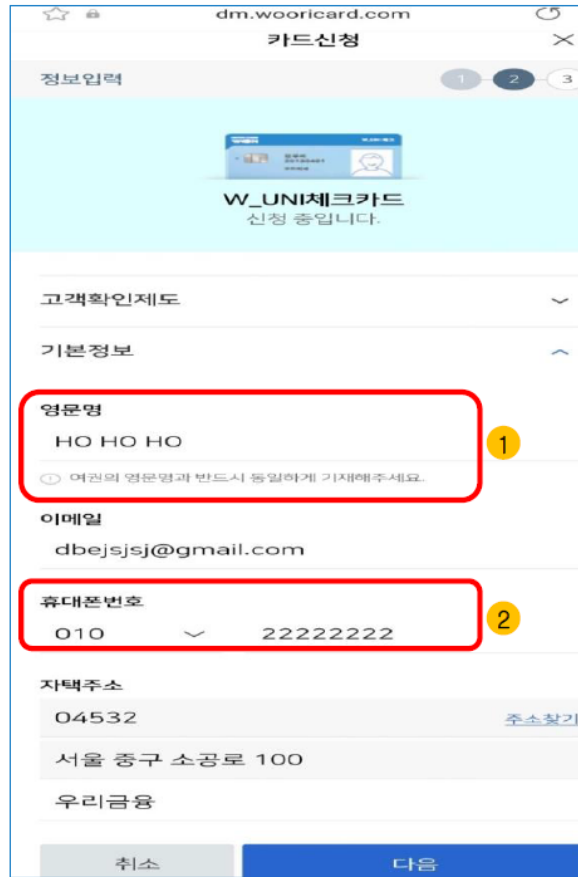 dm.wooricard.com
카드신청
정보입력 1 2 3
W_UNI체크카드
신청 중입니다.
고객확인제도
기본정보
영문명
HO HO HO
1
여권의 영문명과 반드시 동일하게 기재해주세요.
이메일
dbejsjsj@gmail.com
휴대폰번호
010 22222222
2
자택주소
04532 주소찾기
서울 중구 소공로 100
우리금융
취소 다음